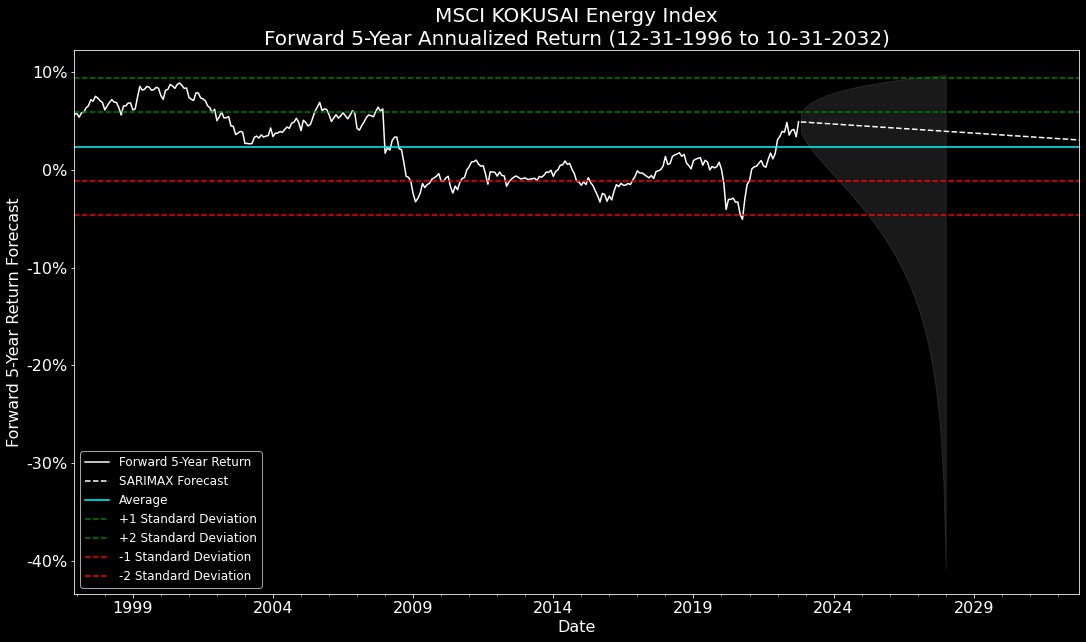 MSCI KOKUSAI Energy Index
Forward 5-Year Annualized Return (12-31-1996 to 10-31-2032)
Forward 5-Year Return Forecast
10%
0%
-10%
-20%
-30%
-40%
Forward 5-Year Return
SARIMAX Forecast
Average
+1 Standard Deviation
+2 Standard Deviation
-1 Standard Deviation
-2 Standard Deviation
1999 2004 2009 2014 2019 2024 2029
Date